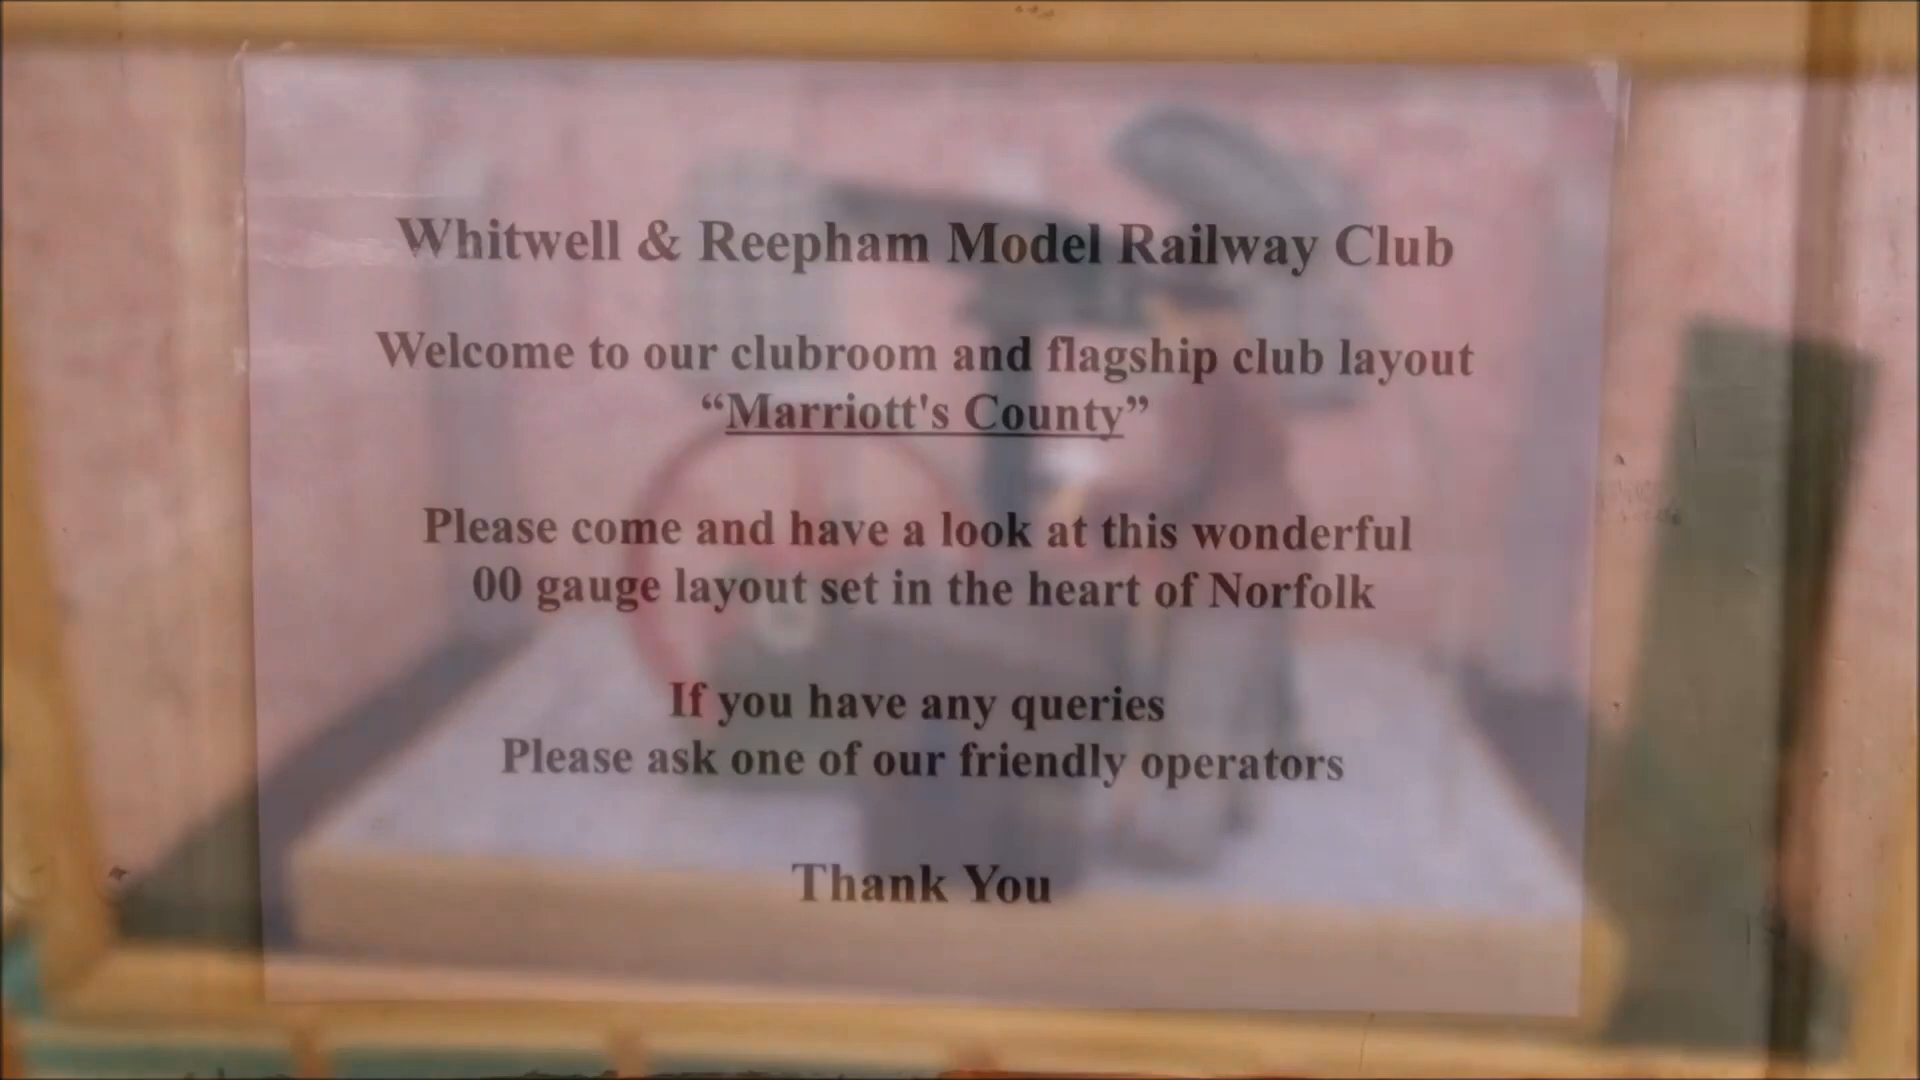 Whitwell & Reepham Model Railway Club
Welcome to our clubroom and flagship club layout
“Marriott's County”
Please come and have a look at this wonderful
00 gauge layout set in the heart of Norfolk
If you have any queries
Please ask one of our friendly operators
Thank You